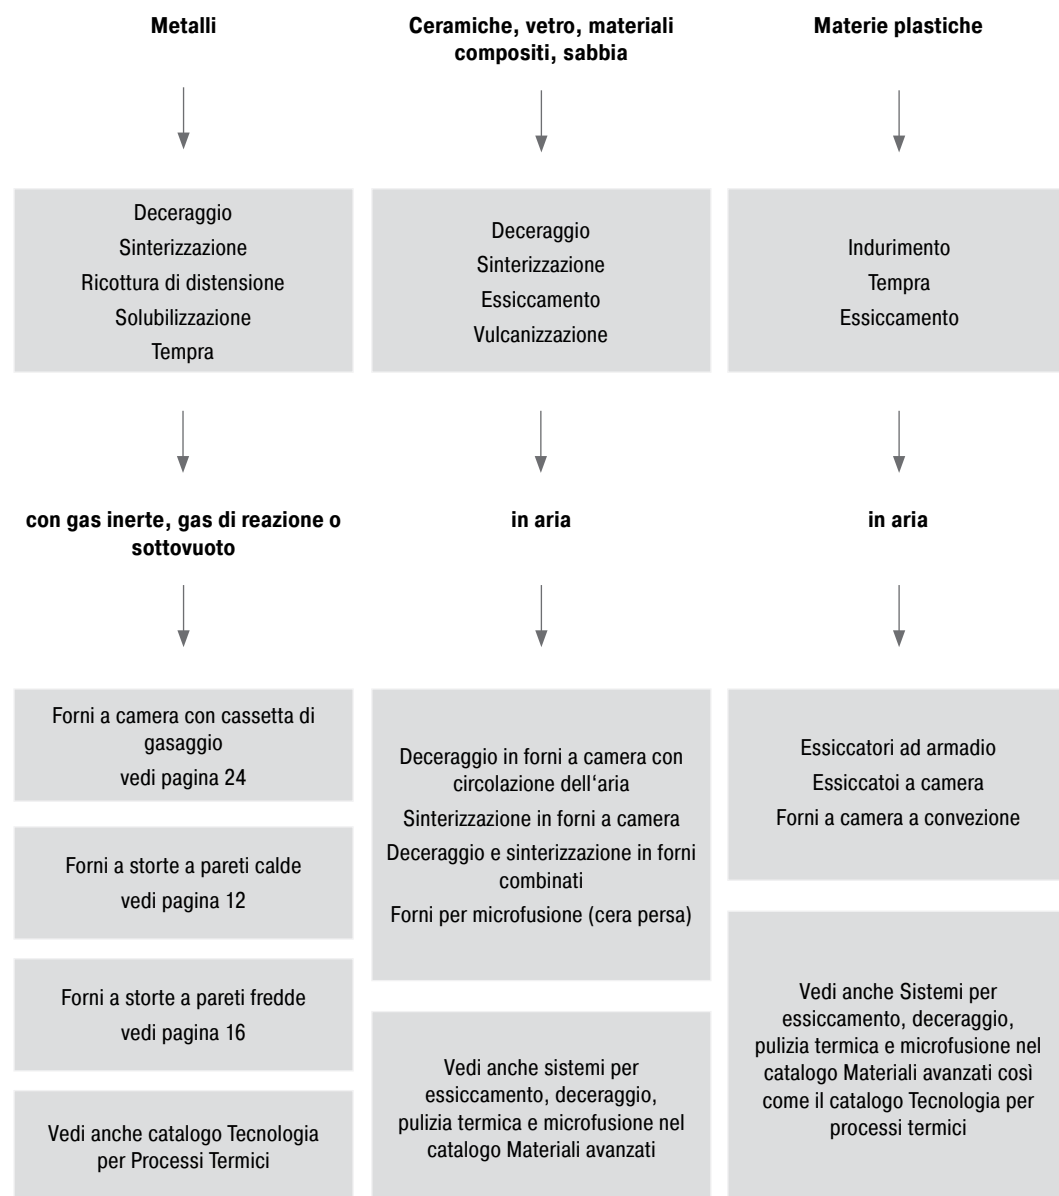 Metalli
Ceramiche, vetro, materiali
compositi, sabbia
Materie plastiche
Deceraggio
Sinterizzazione
Ricottura di distensione
Solubilizzazione
Tempra
Deceraggio
Sinterizzazione
Essiccamento
Vulcanizzazione
Indurimento
Tempra
Essiccamento
con gas inerte, gas di reazione o
sottovuoto
in aria
in aria
Forni a camera con cassetta di
gasaggio
vedi pagina 24
Forni a storte a pareti calde
vedi pagina 12
Forni a storte a pareti fredde
vedi pagina 16
Vedi anche catalogo Tecnologia
per Processi Termici
Deceraggio in forni a camera con
circolazione dell‘aria
Sinterizzazione in forni a camera
Deceraggio e sinterizzazione in forni
combinati
Forni per microfusione (cera persa)
Vedi anche sistemi per
essiccamento, deceraggio,
pulizia termica e microfusione nel
catalogo Materiali avanzati
Essiccatori ad armadio
Essiccatoi a camera
Forni a camera a convezione
Vedi anche Sistemi per
essiccamento, deceraggio,
pulizia termica e microfusione nel
catalogo Materiali avanzati così
come il catalogo Tecnologia per
processi termici